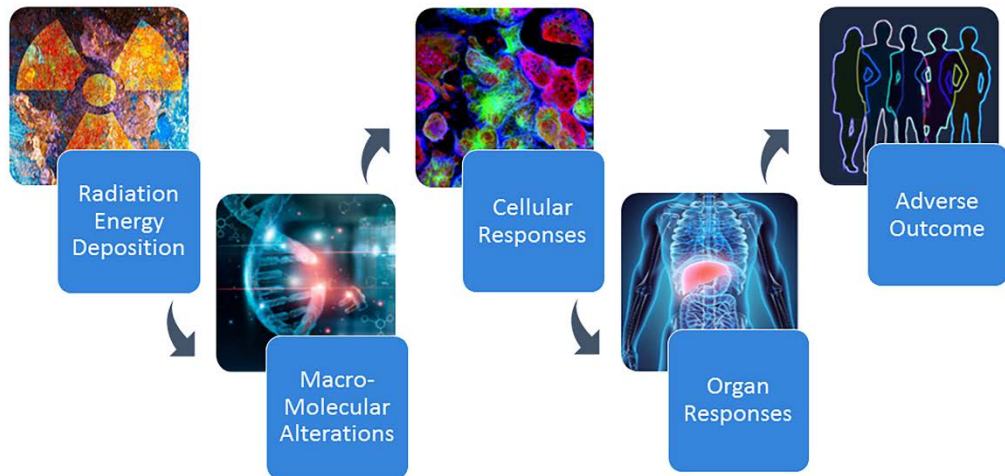 Radiation
Energy
Deposition
Macro-
Molecular
Alterations
Cellular
Responses
Organ
Responses
Adverse
Outcome